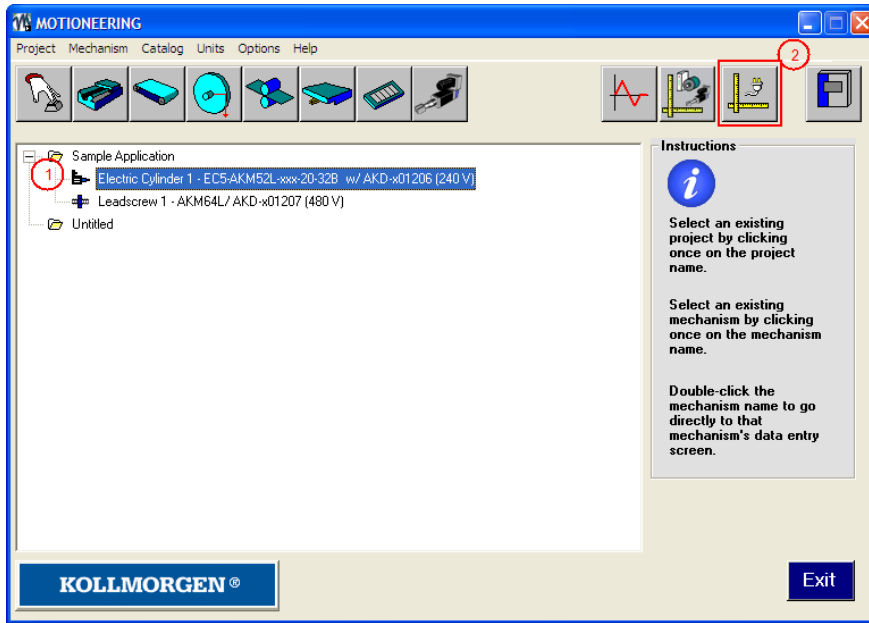 MOTIONEERING
Project Mechanism Catalog Units Options Help
2
Instructions
Sample Application
1
Electric Cylinder 1 - EC5-AKM52L-xxx-20-32B w/ AKD-x01206 (240 V)
Leadscrew 1 - AKM64L/ AKD-x01207 (480 V)
Untitled
i
Select an existing
project by clicking
once on the project
name.
Select an existing
mechanism by clicking
once on the mechanism
name.
Double-click the
mechanism name to go
directly to that
mechanism's data entry
screen.
KOLLMORGEN ®
Exit